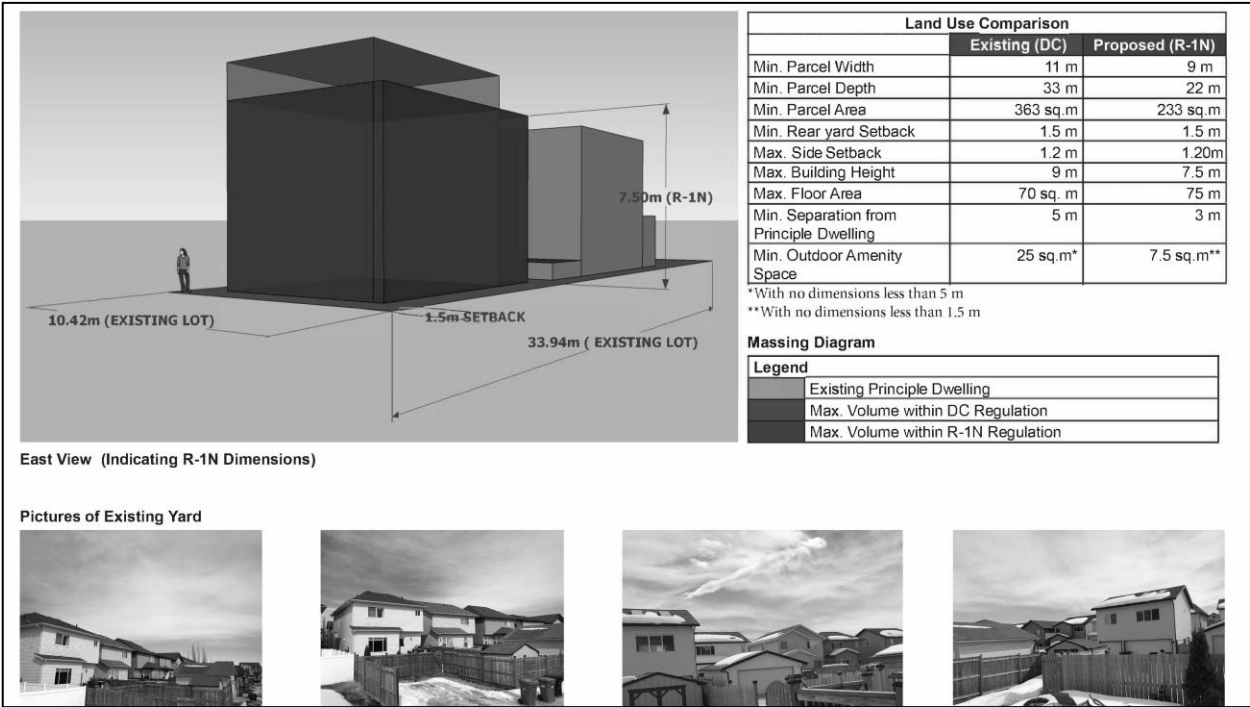 7.50m (R-1N)
10.42m (EXISTING LOT)
1.5m SETBACK
33.94m ( EXISTING LOT)
East View (Indicating R-1N Dimensions)
Land Use Comparison
Existing (DC) Proposed (R-1N)
Min. Parcel Width 11 m 9 m
Min. Parcel Depth 33 m 22 m
Min. Parcel Area 363 sq.m 233 sq.m
Min. Rear yard Setback 1.5 m 1.5 m
Max. Side Setback 1.2 m 1.20m
Max. Building Height 9 m 7.5 m
Max. Floor Area 70 sq. m 75 m
Min. Separation from 5 m 3 m
Principle Dwelling
Min. Outdoor Amenity 25 sq.m* 7.5 sq.m**
Space
*With no dimensions less than 5 m
**With no dimensions less than 1.5 m
Massing Diagram
Legend
Existing Principle Dwelling
Max. Volume within DC Regulation
Max. Volume within R-1N Regulation
Pictures of Existing Yard